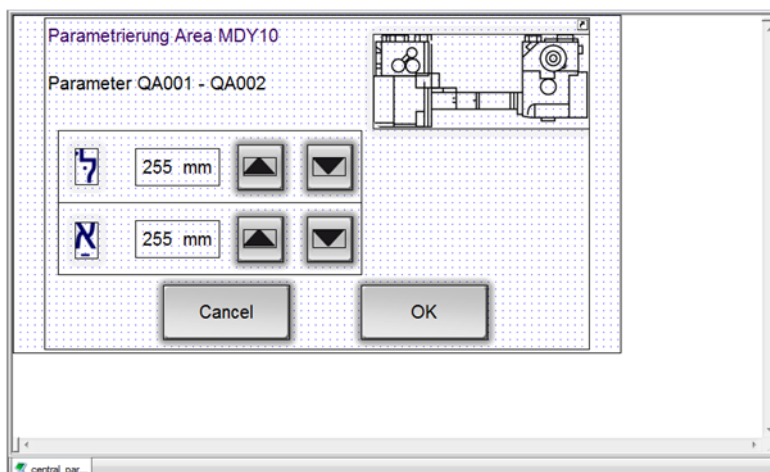 Parametrierung Area MDY10
Parameter QA001 - QA002
לֹ 255 mm
אַ 255 mm
Cancel OK
central_par...